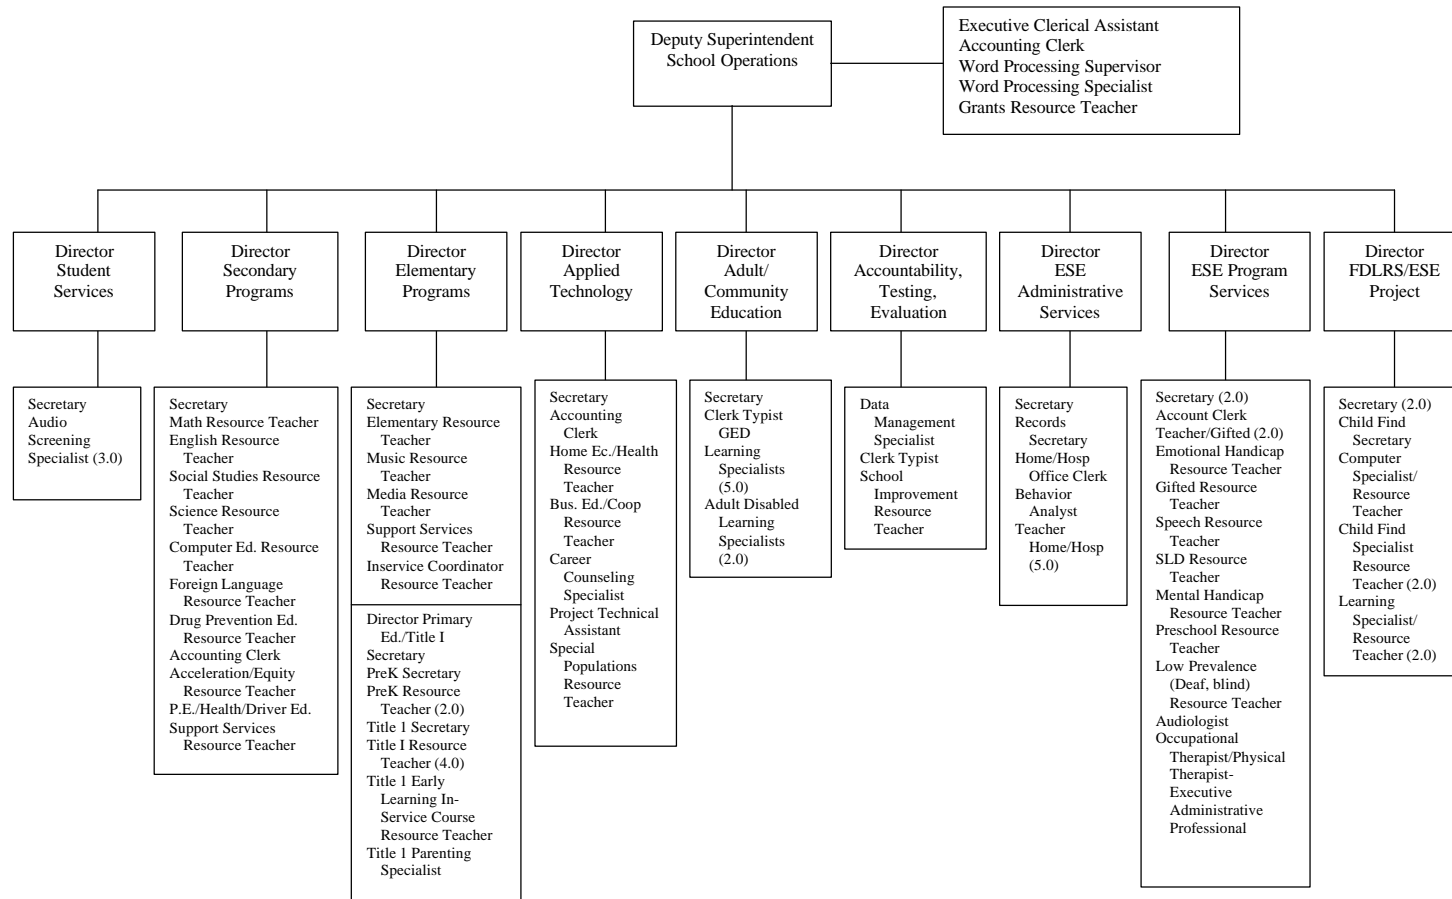 Deputy Superintendent
School Operations
Executive Clerical Assistant
Accounting Clerk
Word Processing Supervisor
Word Processing Specialist
Grants Resource Teacher
Director
Student
Services
Director
Secondary
Programs
Director
Elementary
Programs
Director
Applied
Technology
Director
Adult/
Community
Education
Director
Accountability,
Testing,
Evaluation
Director
ESE
Administrative
Services
Director
ESE Program
Services
Director
FDLRS/ESE
Project
Secretary
Audio
Screening
Specialist (3.0)
Secretary
Math Resource Teacher
English Resource
Teacher
Social Studies Resource
Teacher
Science Resource
Teacher
Computer Ed. Resource
Teacher
Foreign Language
Resource Teacher
Drug Prevention Ed.
Resource Teacher
Accounting Clerk
Acceleration/Equity
Resource Teacher
P.E./Health/Driver Ed.
Support Services
Resource Teacher
Secretary
Elementary Resource
Teacher
Music Resource
Teacher
Media Resource
Teacher
Support Services
Resource Teacher
Inservice Coordinator
Resource Teacher
Director Primary
Ed./Title I
Secretary
PreK Secretary
PreK Resource
Teacher (2.0)
Title 1 Secretary
Title I Resource
Teacher (4.0)
Title 1 Early
Learning In-
Service Course
Resource Teacher
Title 1 Parenting
Specialist
Secretary
Accounting
Clerk
Home Ec./Health
Resource
Teacher
Bus. Ed./Coop
Resource
Teacher
Career
Counseling
Specialist
Project Technical
Assistant
Special
Populations
Resource
Teacher
Secretary
Clerk Typist
GED
Learning
Specialists
(5.0)
Adult Disabled
Learning
Specialists
(2.0)
Data
Management
Specialist
Clerk Typist
School
Improvement
Resource
Teacher
Secretary
Records
Secretary
Home/Hosp
Office Clerk
Behavior
Analyst
Teacher
Home/Hosp
(5.0)
Secretary (2.0)
Account Clerk
Teacher/Gifted (2.0)
Emotional Handicap
Resource Teacher
Gifted Resource
Teacher
Speech Resource
Teacher
SLD Resource
Teacher
Mental Handicap
Resource Teacher
Preschool Resource
Teacher
Low Prevalence
(Deaf, blind)
Resource Teacher
Audiologist
Occupational
Therapist/Physical
Therapist-
Executive
Administrative
Professional
Secretary (2.0)
Child Find
Secretary
Computer
Specialist/
Resource
Teacher
Child Find
Specialist
Resource
Teacher (2.0)
Learning
Specialist/
Resource
Teacher (2.0)